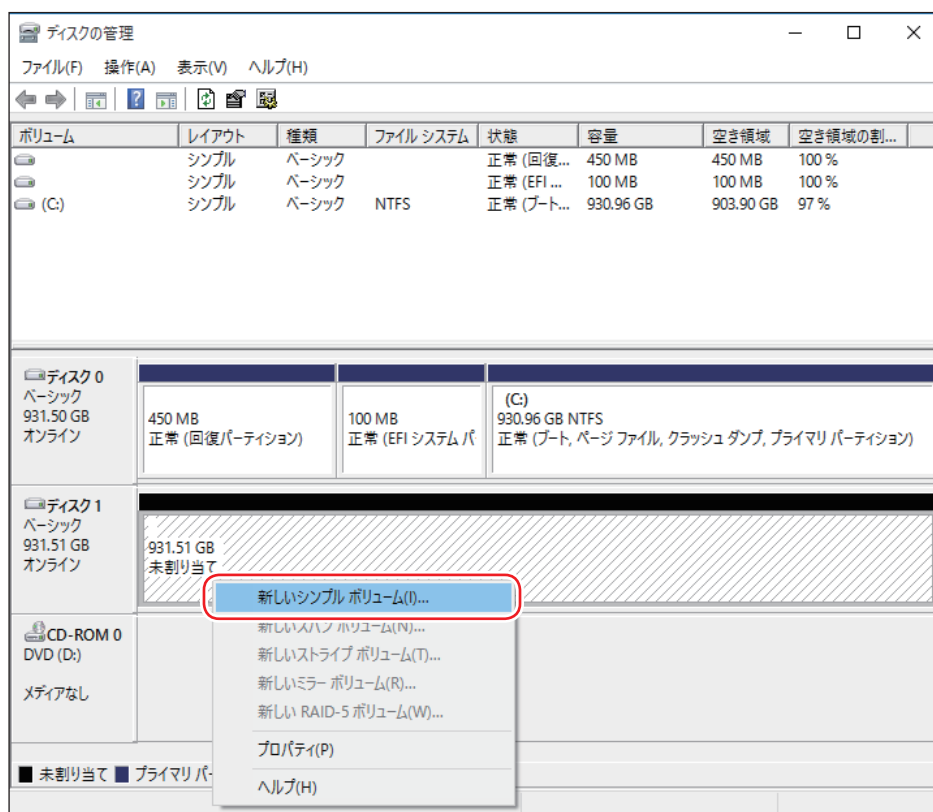 ディスクの管理
ファイル(F) 操作(A) 表示(V) ヘルプ(H)
ボリューム レイアウト 種類 ファイル システム 状態 容量 空き領域 空き領域の割...
シンプル ベーシック 正常 (回復... 450 MB 450 MB 100 %
シンプル ベーシック 正常 (EFI ... 100 MB 100 MB 100 %
(C:) シンプル ベーシック NTFS 正常 (ブート... 930.96 GB 903.90 GB 97 %
ディスク 0
ベーシック
931.50 GB
オンライン
450 MB
正常 (回復パーティション)
100 MB
正常 (EFI システム パ
(C:)
930.96 GB NTFS
正常 (ブート, ページ ファイル, クラッシュ ダンプ, プライマリ パーティション)
ディスク 1
ベーシック
931.51 GB
オンライン
931.51 GB
未割り当て
新しいシンプル ボリューム(I)...
新しいスパン ボリューム(N)...
新しいストライプ ボリューム(T)...
新しいミラー ボリューム(R)...
新しい RAID-5 ボリューム(W)...
プロパティ(P)
ヘルプ(H)
CD-ROM 0
DVD (D:)
メディアなし
未割り当て プライマリ パー